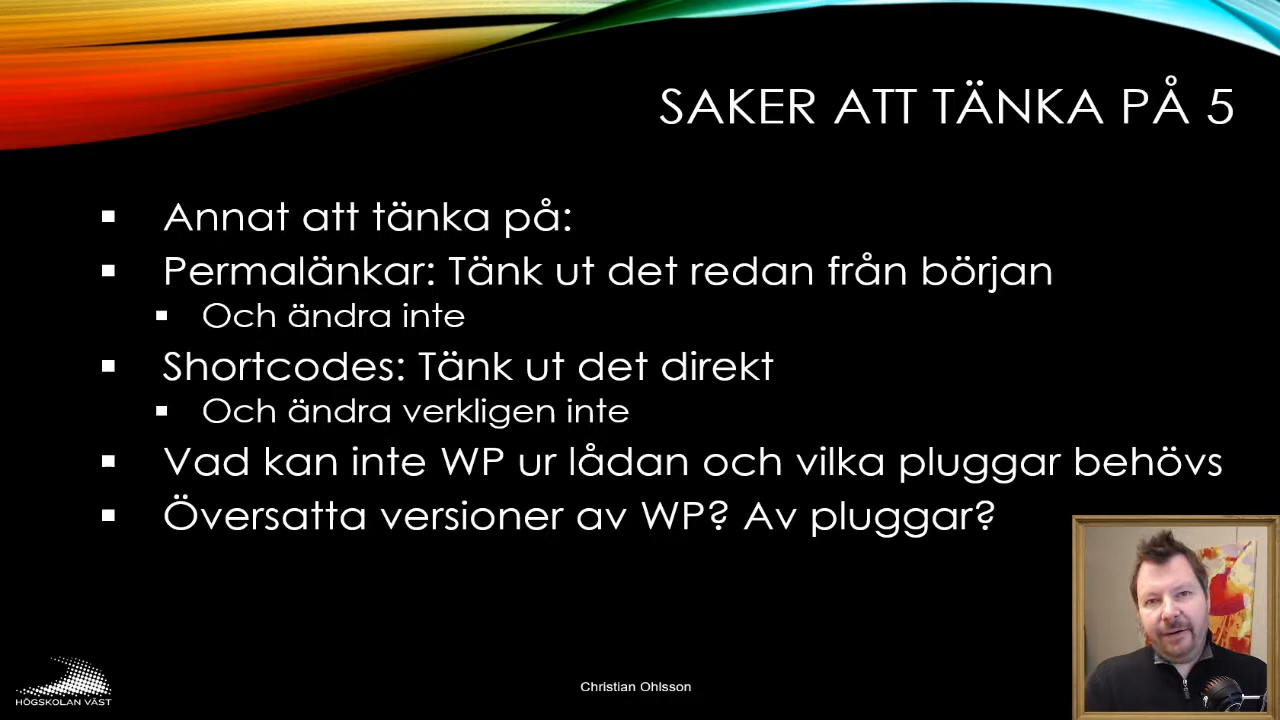 SAKER ATT TÄNKA PÅ 5
Annat att tänka på:
Permalänkar: Tänk ut det redan från början
Och ändra inte
Shortcodes: Tänk ut det direkt
Och ändra verkligen inte
Vad kan inte WP ur lådan och vilka pluggar behövs
Översatta versioner av WP? Av pluggar?
HÖGSKOLAN VÄST
Christian Ohlsson